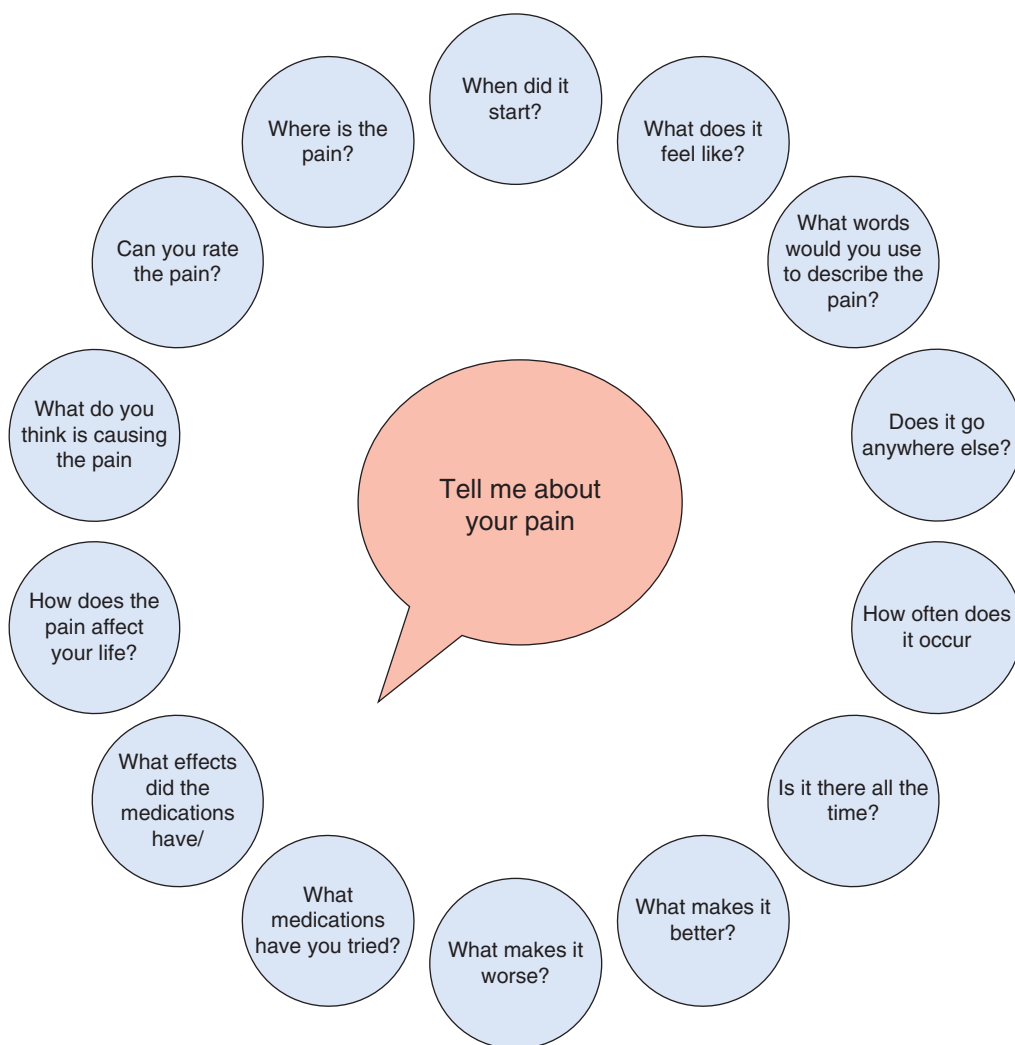 When did it
start?
What does it
feel like?
What words
would you use
to describe the
pain?
Does it go
anywhere else?
How often does
it occur
Is it there all the
time?
What makes it
better?
What makes it
worse?
What
medications
have you tried?
What effects
did the
medications
have/
How does the
pain affect
your life?
What do you
think is causing
the pain
Can you rate
the pain?
Where is the
pain?
Tell me about
your pain